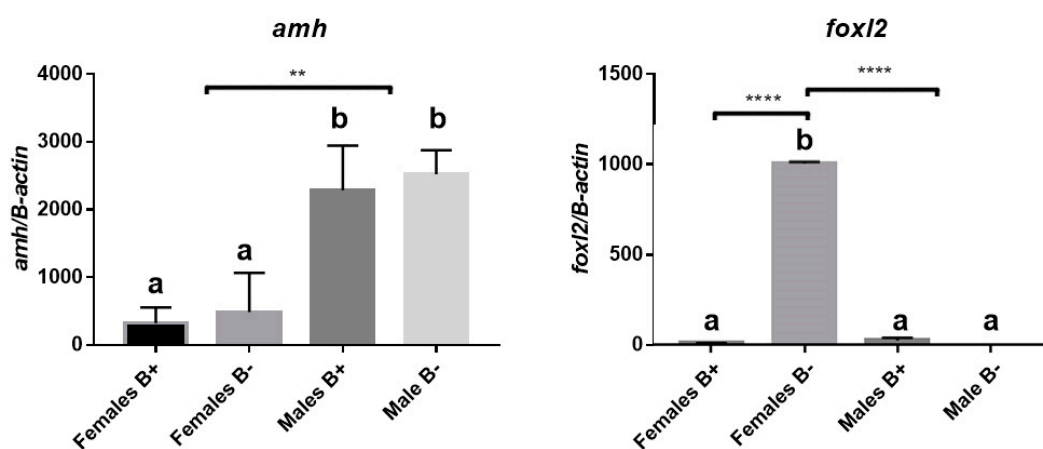 amh
4000
3000
2000
1000
0
amh/B-actin
**
a
a
b
b
Females B+
Females B-
Males B+
Male B-
foxl2
1500
1000
500
0
foxl2/B-actin
****
****
a
b
a
a
Females B+
Females B-
Males B+
Male B-